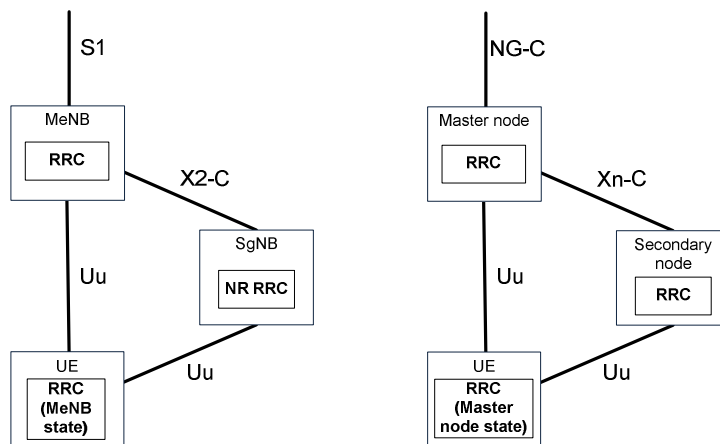 S1
MeNB
RRC
X2-C
SgNB
NR RRC
Uu
Uu
UE
RRC
(MeNB
state)
NG-C
Master node
RRC
Xn-C
Secondary
node
RRC
Uu
Uu
UE
RRC
(Master
node state)